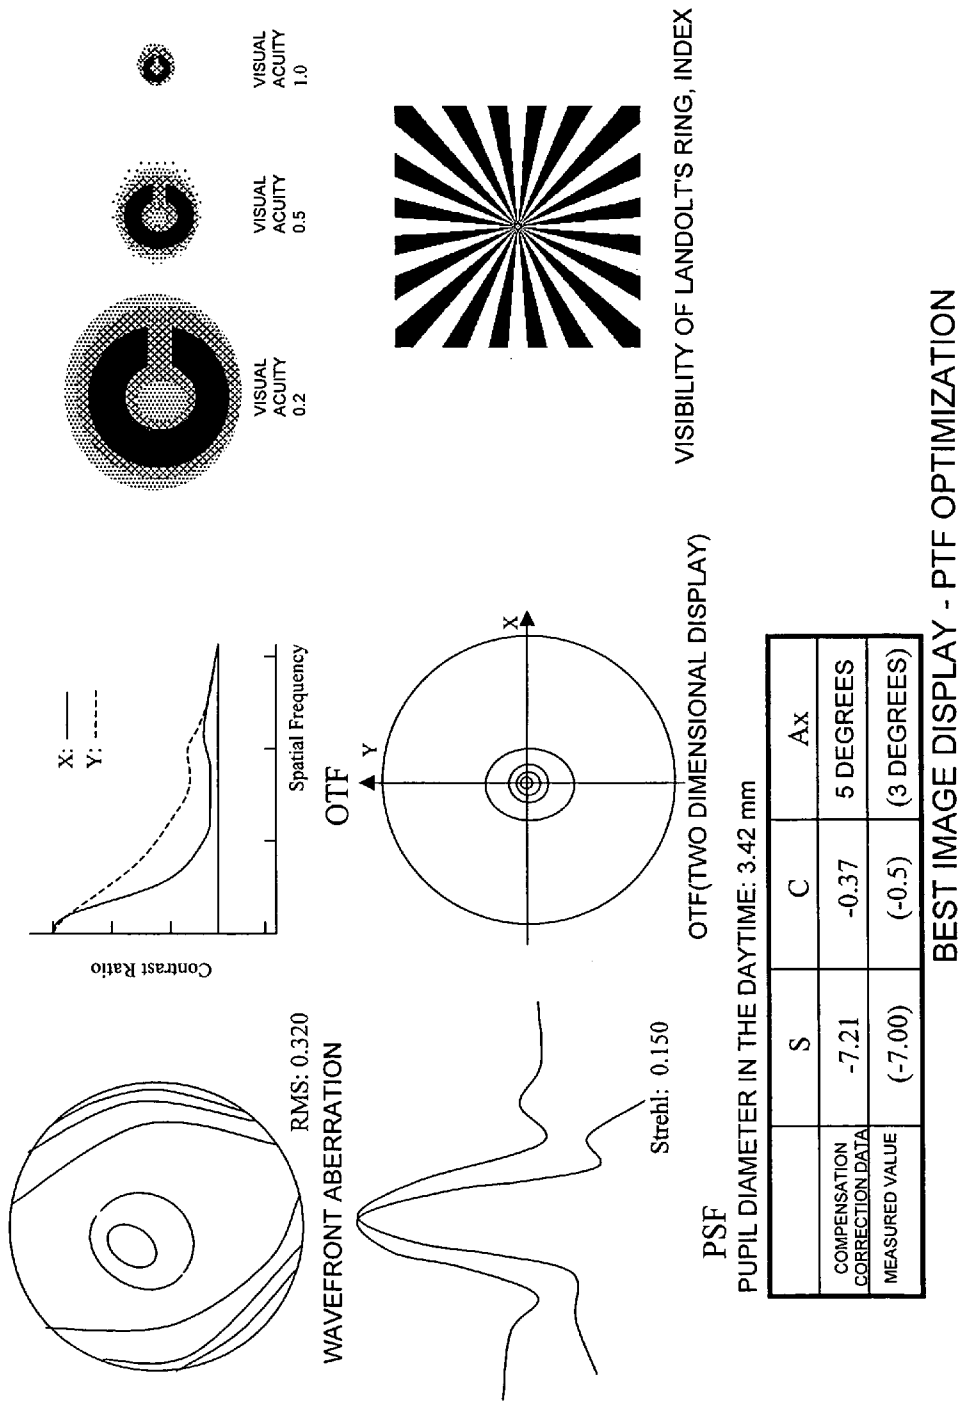 RMS: 0.320
WAVEFRONT ABERRATION
Contrast Ratio
X:
Y:
Spatial Frequency
OTF
VISUAL
ACUITY
0.2
VISUAL
ACUITY
0.5
VISUAL
ACUITY
1.0
Strehl: 0.150
PSF
Y
X
OTF(TWO DIMENSIONAL DISPLAY)
VISIBILITY OF LANDOLT'S RING, INDEX
PUPIL DIAMETER IN THE DAYTIME: 3.42 mm
S C Ax
COMPENSATION
CORRECTION DATA -7.21 -0.37 5 DEGREES
MEASURED VALUE (-7.00) (-0.5) (3 DEGREES)
BEST IMAGE DISPLAY - PTF OPTIMIZATION